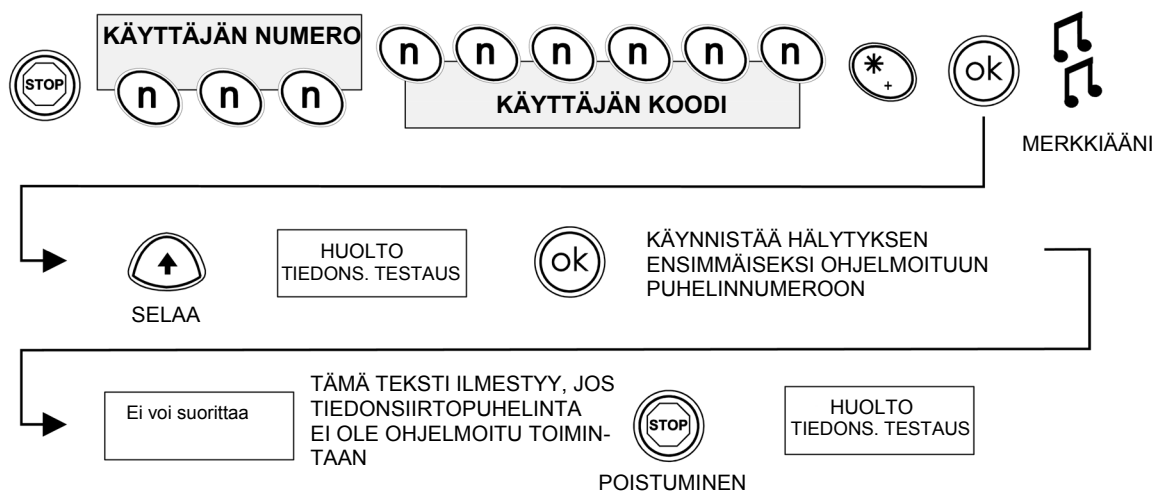 STOP
KÄYTTÄJÄN NUMERO
n n n
n n n n n n
KÄYTTÄJÄN KOODI
*
+
ok
MERKKIÄÄNI
SELAA
HUOLTO
TIEDONS. TESTAUS
ok
KÄYNNISTÄÄ HÄLYTYKSEN
ENSIMMÄISEKSI OHJELMOITUUN
PUHELINNUMEROON
Ei voi suorittaa
TÄMÄ TEKSTI ILMESTYY, JOS
TIEDONSIIRTOPUHELINTA
EI OLE OHJELMOITU TOIMIN-
TAAN
STOP
POISTUMINEN
HUOLTO
TIEDONS. TESTAUS